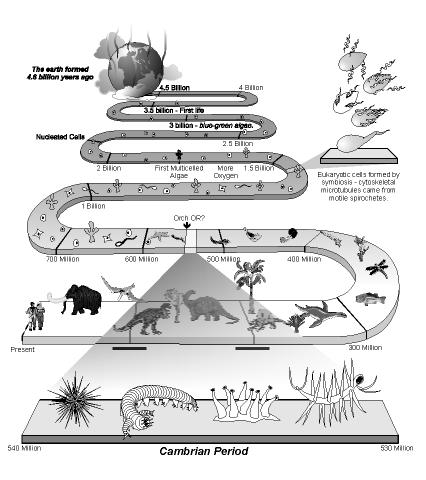 The earth formed
4.6 billion years ago
4.5 Billion
4 Billion
3.5 billion - First life
3 billion - blue-green algae.
Nucleated Cells
2.5 Billion
2 Billion
First Multicelled
Algae
More
Oxygen
1.5 Billion
Eukaryotic cells formed by
symbiosis - cytoskeletal
microtubules came from
motile spirochetes.
1 Billion
Orch OR?
700 Million
600 Million
500 Million
400 Million
Present
300 Million
540 Million
Cambrian Period
530 Million